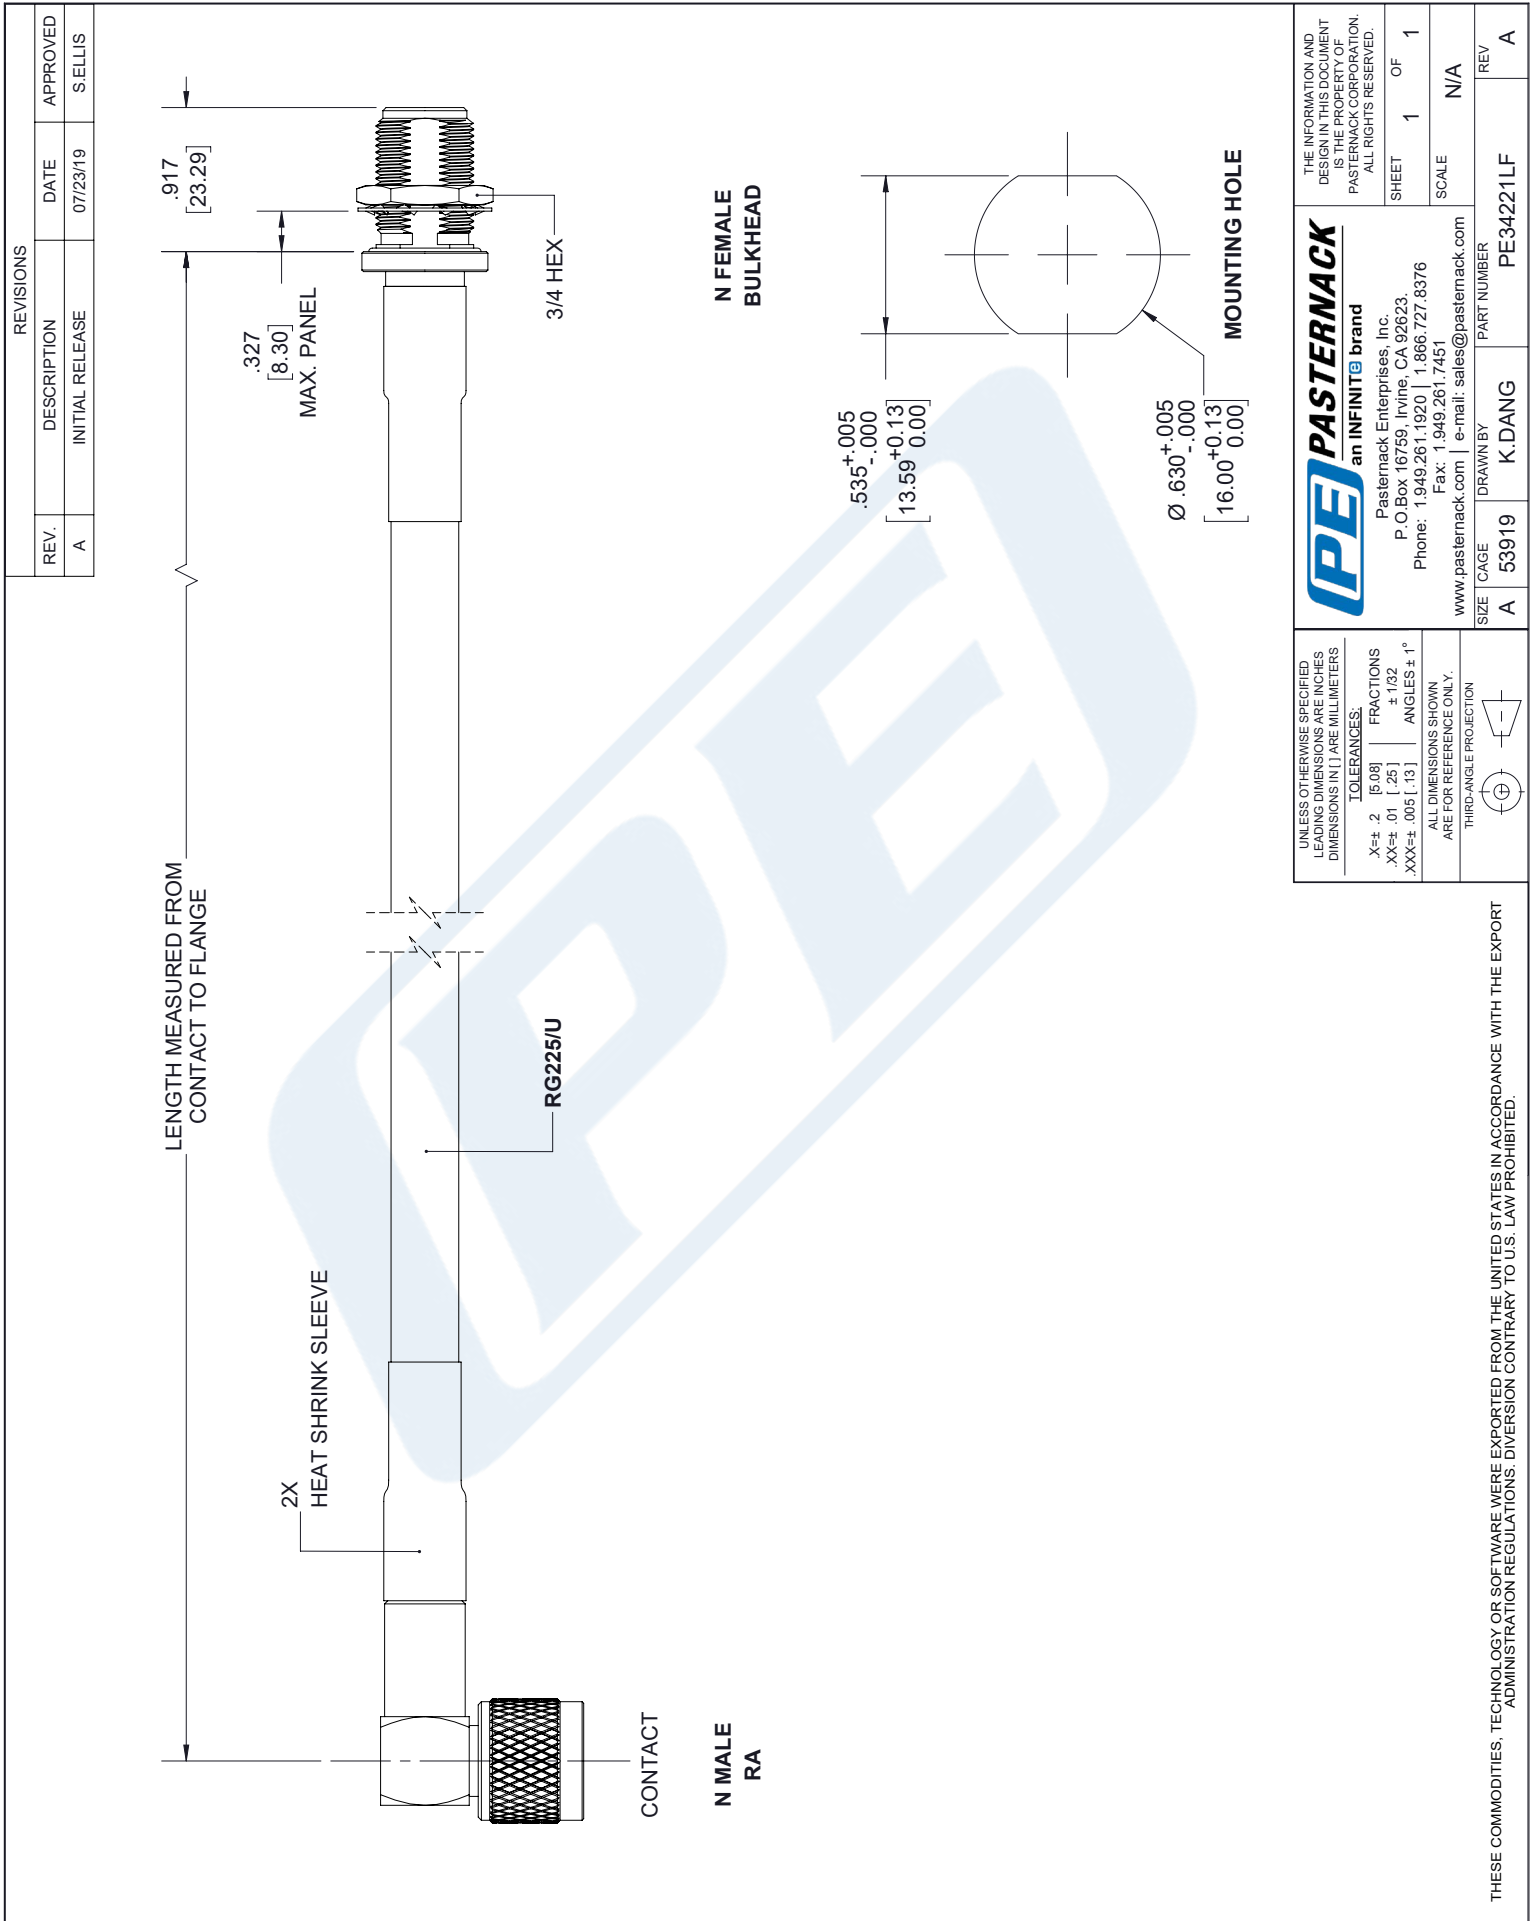 REVISIONS
REV.
DESCRIPTION
DATE
APPROVED
A
INITIAL RELEASE
07/23/19
S.ELLIS
LENGTH MEASURED FROM
CONTACT TO FLANGE
.917
[23.29]
.327
[8.30]
MAX. PANEL
2X
HEAT SHRINK SLEEVE
RG225/U
3/4 HEX
CONTACT
N MALE
RA
N FEMALE
BULKHEAD
.535 +.005
-.000
[13.59 +0.13
0.00]
Ø .630 +.005
-.000
[16.00 +0.13
0.00]
MOUNTING HOLE
PE
UNLESS OTHERWISE SPECIFIED
LEADING DIMENSIONS ARE INCHES
DIMENSIONS IN [ ] ARE MILLIMETERS
TOLERANCES:
.X=± .2 [5.08]
.XX=± .01 [ .25]
.XXX=± .005 [ .13]
FRACTIONS
± 1/32
ANGLES ± 1°
ALL DIMENSIONS SHOWN
ARE FOR REFERENCE ONLY.
THIRD-ANGLE PROJECTION
PE PASTERNACK
an INFINITe brand
Pasternack Enterprises, Inc.
P.O.Box 16759, Irvine, CA 92623.
Phone: 1.949.261.1920 | 1.866.727.8376
Fax: 1.949.261.7451
www.pasternack.com | e-mail: sales@pasternack.com
THE INFORMATION AND
DESIGN IN THIS DOCUMENT
IS THE PROPERTY OF
PASTERNACK CORPORATION.
ALL RIGHTS RESERVED.
SHEET 1 OF 1
SCALE
N/A
SIZE
A
CAGE
53919
DRAWN BY
K.DANG
PART NUMBER
PE34221LF
REV
A
THESE COMMODITIES, TECHNOLOGY OR SOFTWARE WERE EXPORTED FROM THE UNITED STATES IN ACCORDANCE WITH THE EXPORT
ADMINISTRATION REGULATIONS. DIVERSION CONTRARY TO U.S. LAW PROHIBITED.